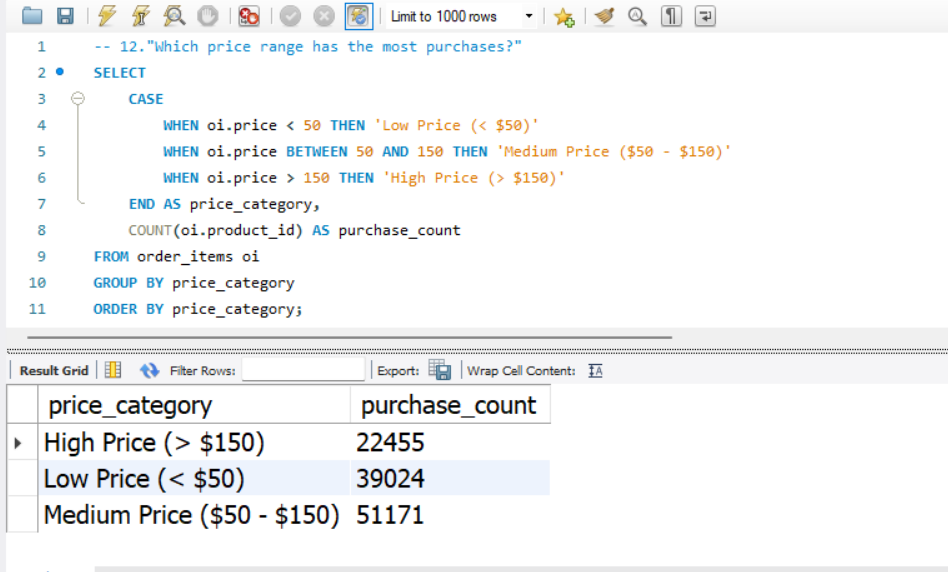 Limit to 1000 rows
1 -- 12."Which price range has the most purchases?"
2 SELECT
3 CASE
4 WHEN oi.price < 50 THEN 'Low Price (< $50)'
5 WHEN oi.price BETWEEN 50 AND 150 THEN 'Medium Price ($50 - $150)'
6 WHEN oi.price > 150 THEN 'High Price (> $150)'
7 END AS price_category,
8 COUNT(oi.product_id) AS purchase_count
9 FROM order_items oi
10 GROUP BY price_category
11 ORDER BY price_category;
Result Grid Filter Rows: Export: Wrap Cell Content:
price_category purchase_count
High Price (> $150) 22455
Low Price (< $50) 39024
Medium Price ($50 - $150) 51171